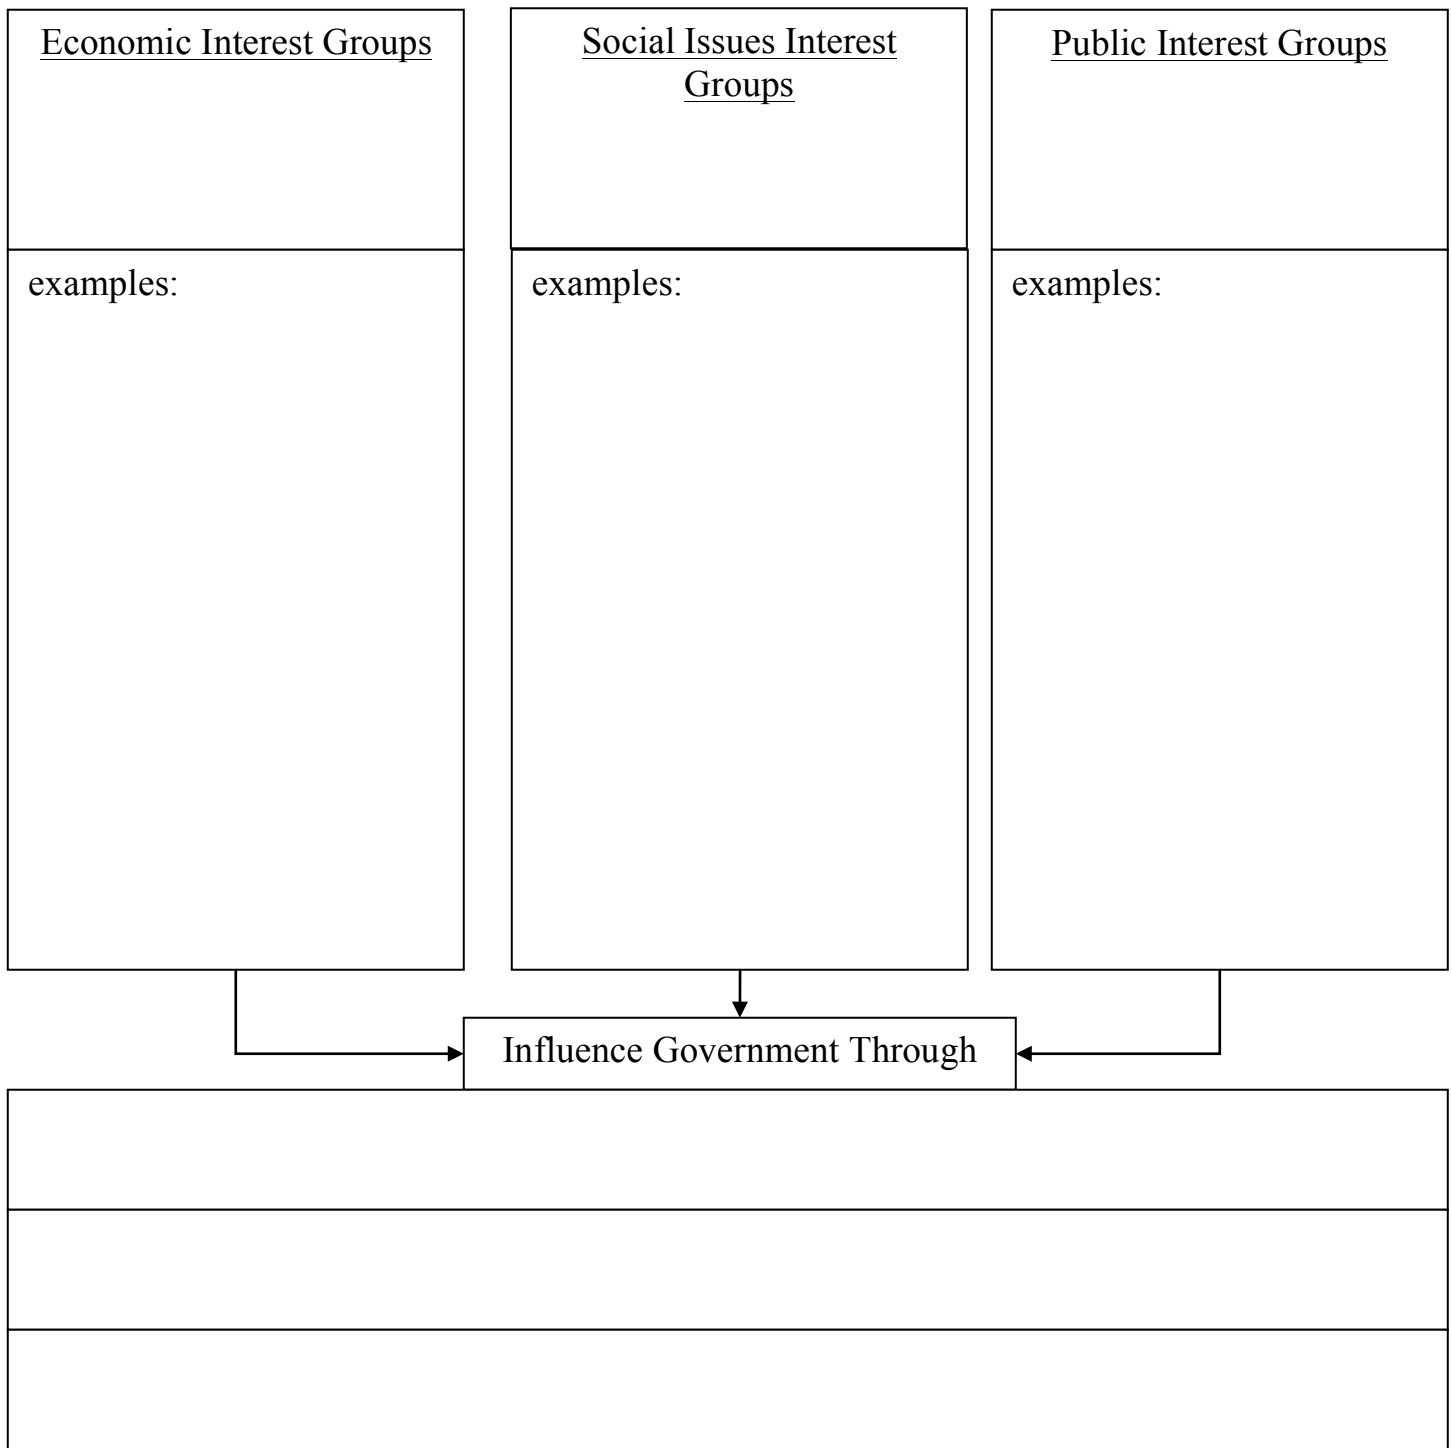 Economic Interest Groups
Social Issues Interest
Groups
Public Interest Groups
examples:
examples:
examples:
Influence Government Through